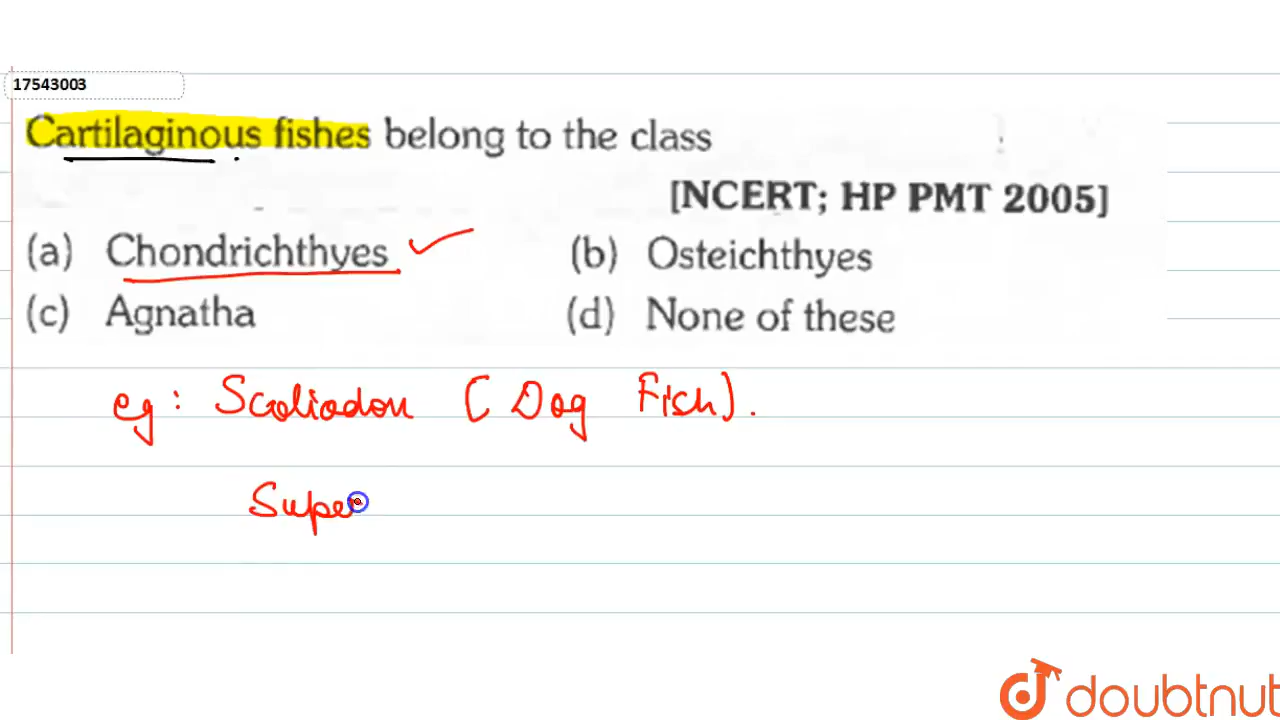 17543003
Cartilaginous fishes belong to the class
[NCERT; HP PMT 2005]
(a) Chondrichthyes (b) Osteichthyes
(c) Agnatha (d) None of these
eg: Scoliodon ( Dog Fish).
Super
doubtnut